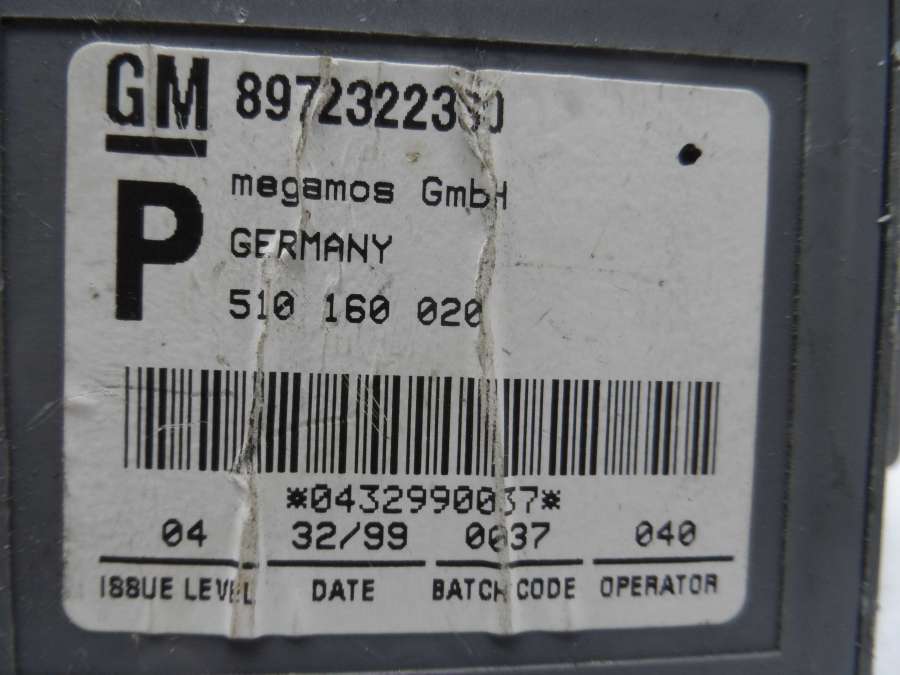 GM 8972322330
P
megamos GmbH
GERMANY
510 160 020
*0432990037*
04 32/99 0037 040
ISSUE LEVEL DATE BATCH CODE OPERATOR